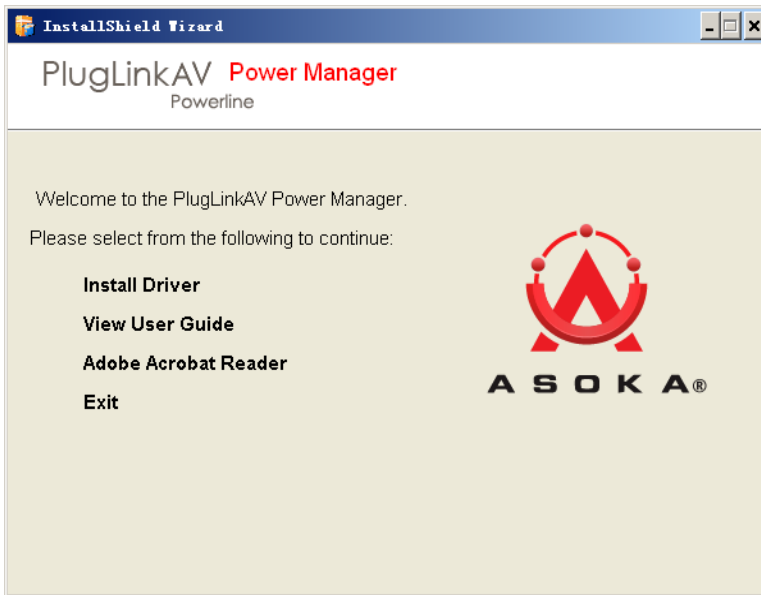 InstallShield Wizard
PlugLinkAV Power Manager
Powerline
Welcome to the PlugLinkAV Power Manager.
Please select from the following to continue:
Install Driver
View User Guide
Adobe Acrobat Reader
Exit
ASOKA®